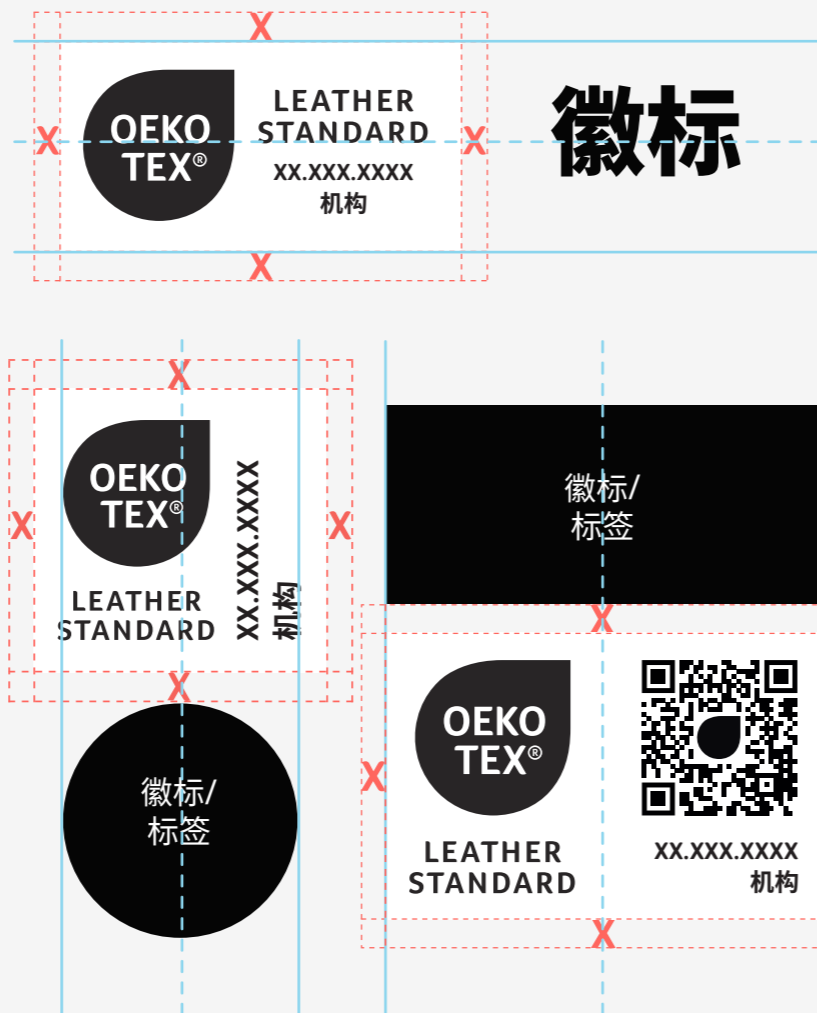 X
OEKO
TEX®
LEATHER
STANDARD
XX.XXX.XXXX
机构
X
X
徽标
X
X
OEKO
TEX®
LEATHER
STANDARD
XX.XXX.XXXX
机构
X
X
X
徽标/
标签
徽标/
标签
X
OEKO
TEX®
LEATHER
STANDARD
XX.XXX.XXXX
机构
X
X